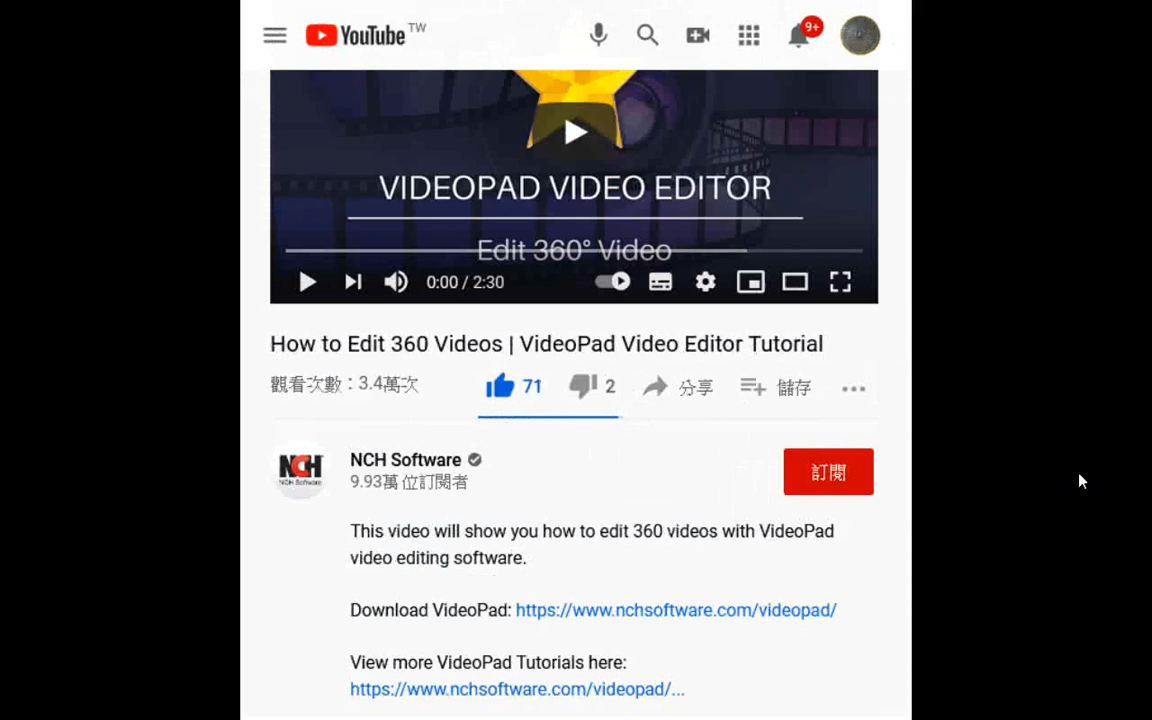 YouTube TW
9+
VIDEOPAD VIDEO EDITOR
Edit 360° Video
0:00 / 2:30
How to Edit 360 Videos | VideoPad Video Editor Tutorial
觀看次數：3.4萬次 71 2 分享 儲存
NCH
NCH Software
NCH Software
9.93萬 位訂閱者
訂閱
This video will show you how to edit 360 videos with VideoPad
video editing software.
Download VideoPad: https://www.nchsoftware.com/videopad/
View more VideoPad Tutorials here:
https://www.nchsoftware.com/videopad/...